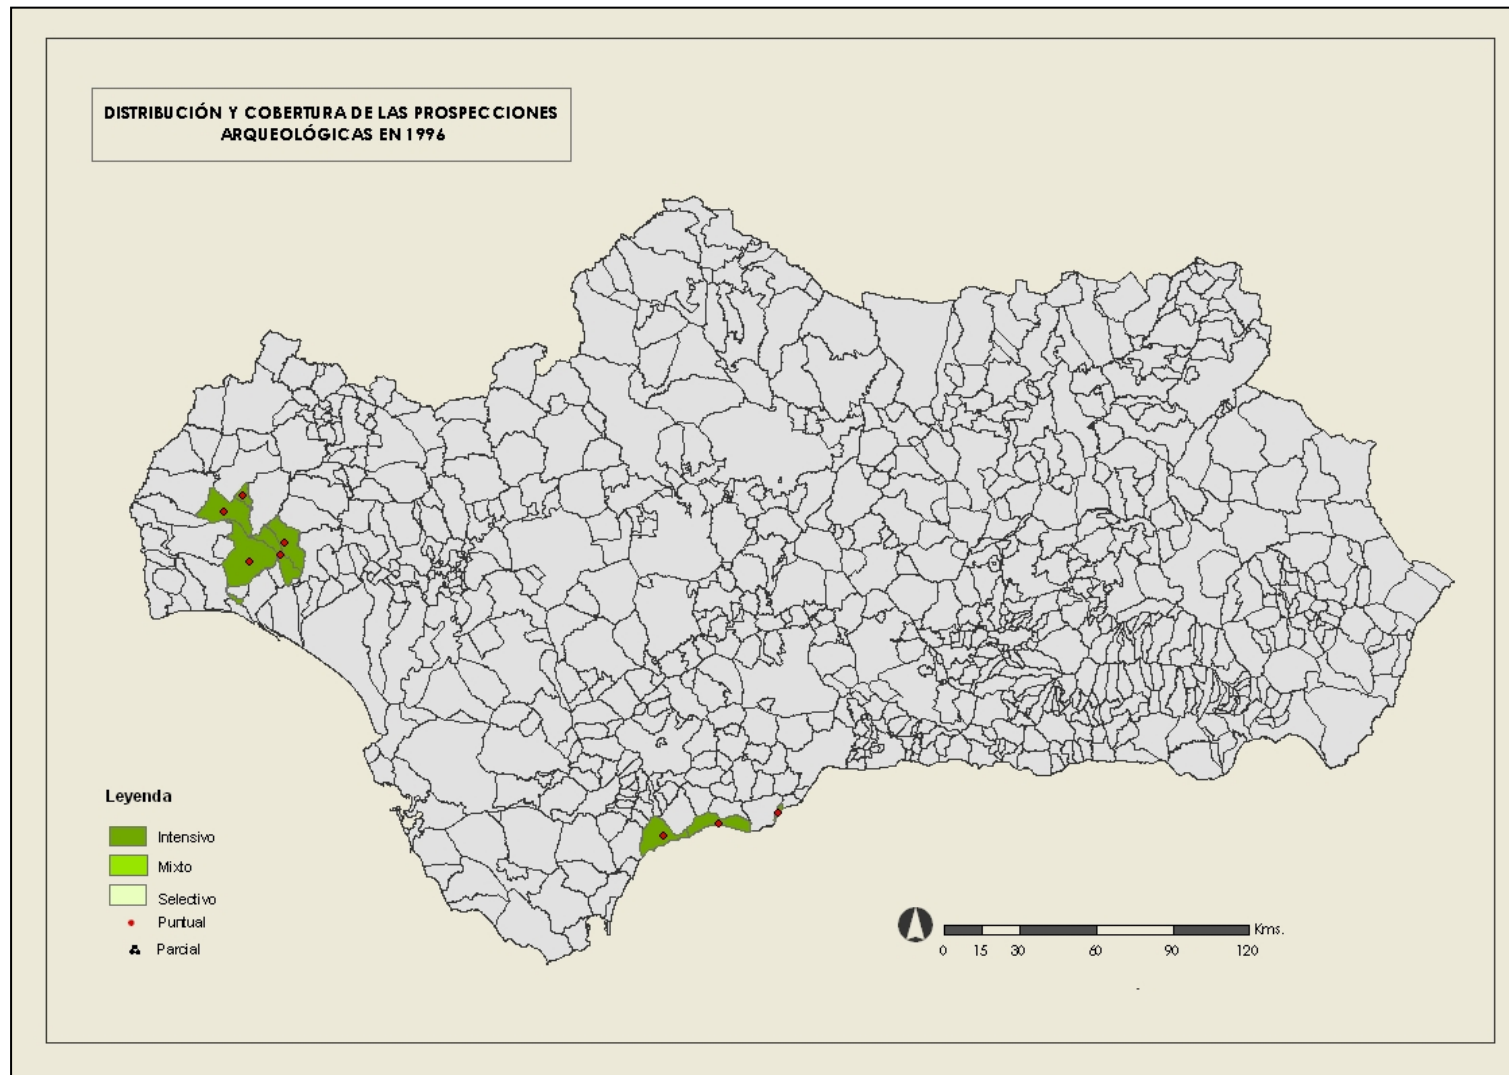 DISTRIBUCIÓN Y COBERTURA DE LAS PROSPECCIONES
ARQUEOLÓGICAS EN 1996
Leyenda
Intensivo
Mixto
Selectivo
Puntual
Parcial
Kms.
0 15 30 60 90 120